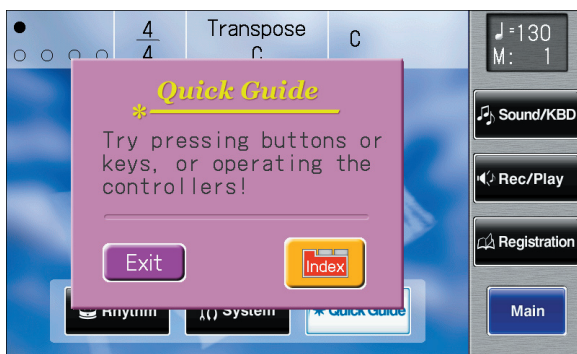 4
4
Transpose
C
C
♩=130
M: 1
Quick Guide
Try pressing buttons or
keys, or operating the
controllers!
Exit
Index
Sound/KBD
Rec/Play
Registration
Main
Rhythm
System
Quick Guide